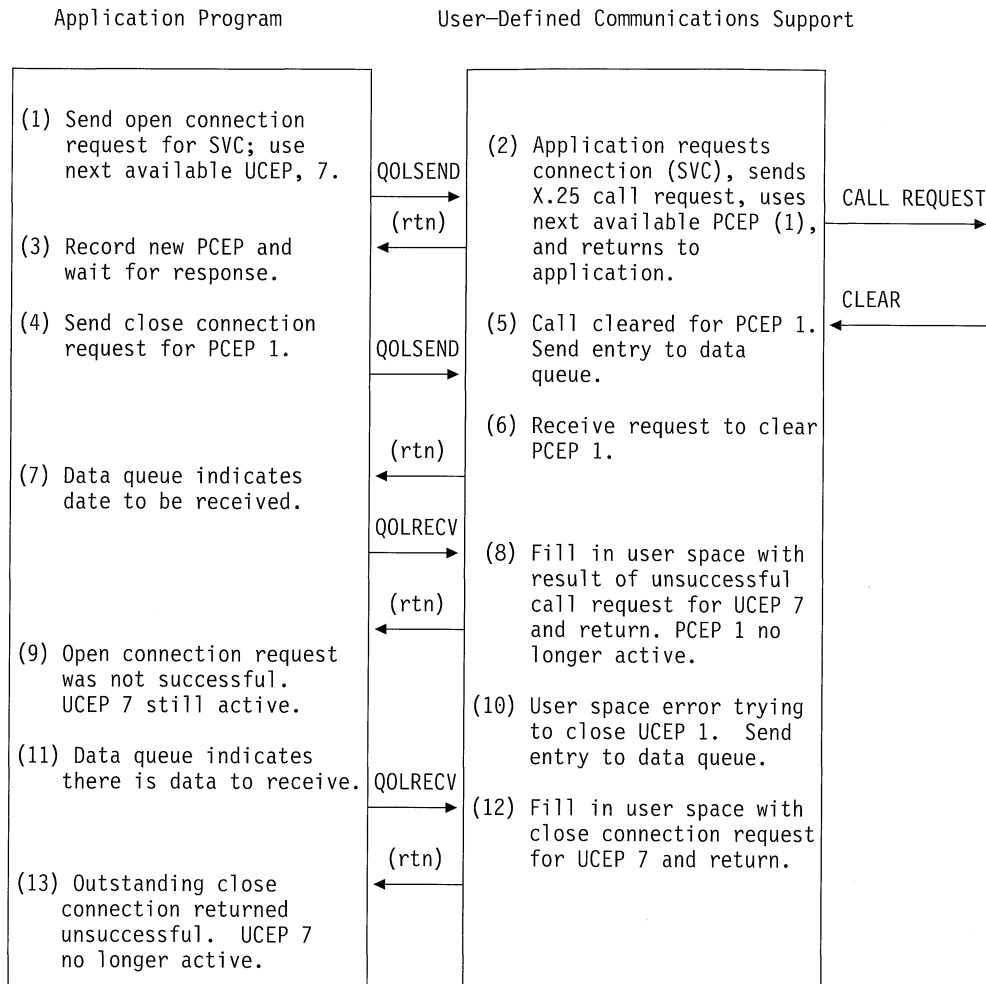 Application Program
User–Defined Communications Support
(1) Send open connection
request for SVC; use
next available UCEP, 7.
QOLSEND
(rtn)
(2) Application requests
connection (SVC), sends
X.25 call request, uses
next available PCEP (1),
and returns to
application.
CALL REQUEST
(3) Record new PCEP and
wait for response.
CLEAR
(4) Send close connection
request for PCEP 1.
QOLSEND
(5) Call cleared for PCEP 1.
Send entry to data
queue.
(6) Receive request to clear
PCEP 1.
(rtn)
(7) Data queue indicates
date to be received.
QOLRECV
(8) Fill in user space with
result of unsuccessful
call request for UCEP 7
and return. PCEP 1 no
longer active.
(rtn)
(9) Open connection request
was not successful.
UCEP 7 still active.
(10) User space error trying
to close UCEP 1. Send
entry to data queue.
(11) Data queue indicates
there is data to receive.
QOLRECV
(12) Fill in user space with
close connection request
for UCEP 7 and return.
(rtn)
(13) Outstanding close
connection returned
unsuccessful. UCEP 7
no longer active.